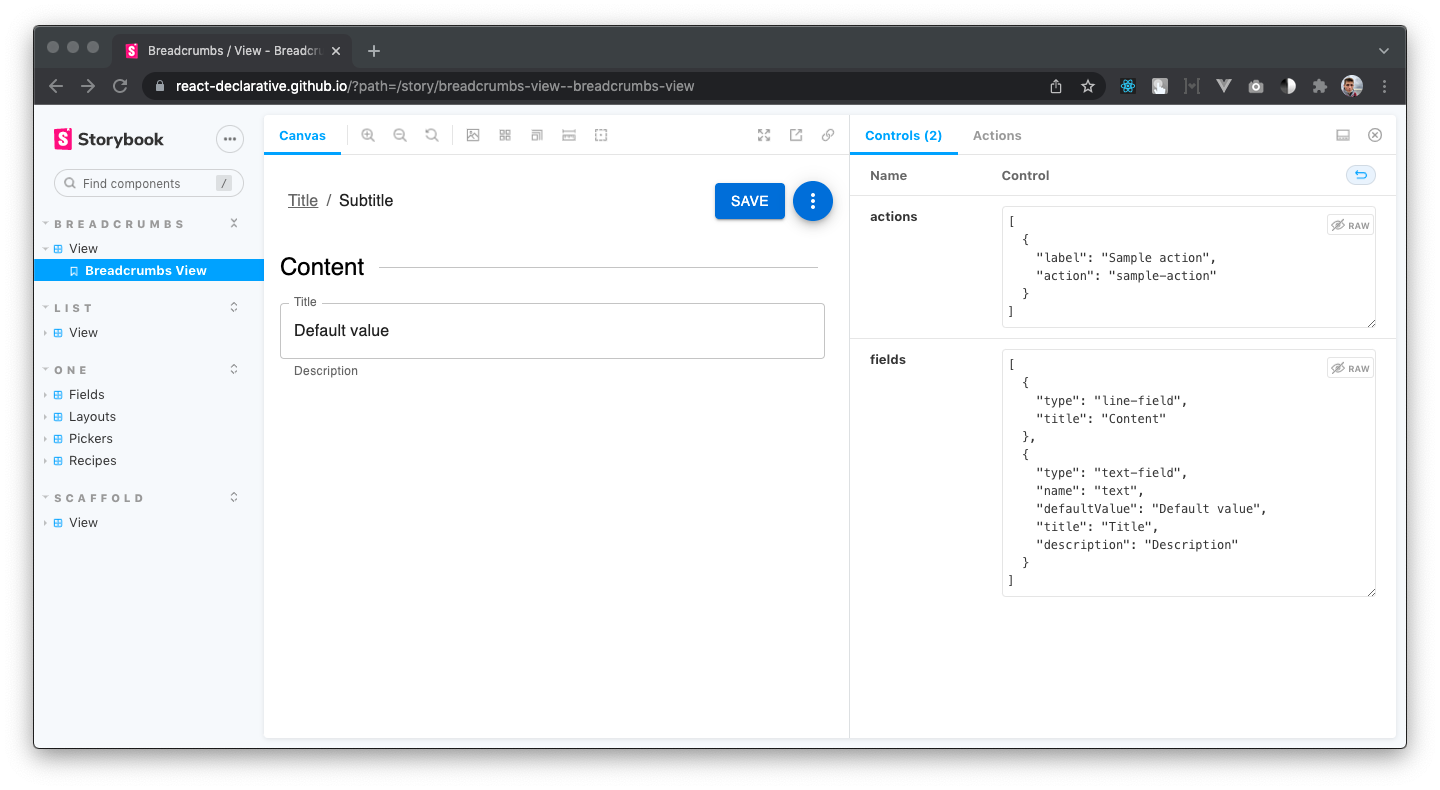 Breadcrumbs / View - Breadcru
react-declarative.github.io/?path=/story/breadcrumbs-view--breadcrumbs-view
Storybook
Find components /
BREADCRUMBS
View
Breadcrumbs View
LIST
View
ONE
Fields
Layouts
Pickers
Recipes
SCAFFOLD
View
Canvas
Title / Subtitle
SAVE
Content
Title
Default value
Description
Controls (2) Actions
Name Control
actions
RAW
[
{
"label": "Sample action",
"action": "sample-action"
}
]
fields
RAW
[
{
"type": "line-field",
"title": "Content"
},
{
"type": "text-field",
"name": "text",
"defaultValue": "Default value",
"title": "Title",
"description": "Description"
}
]